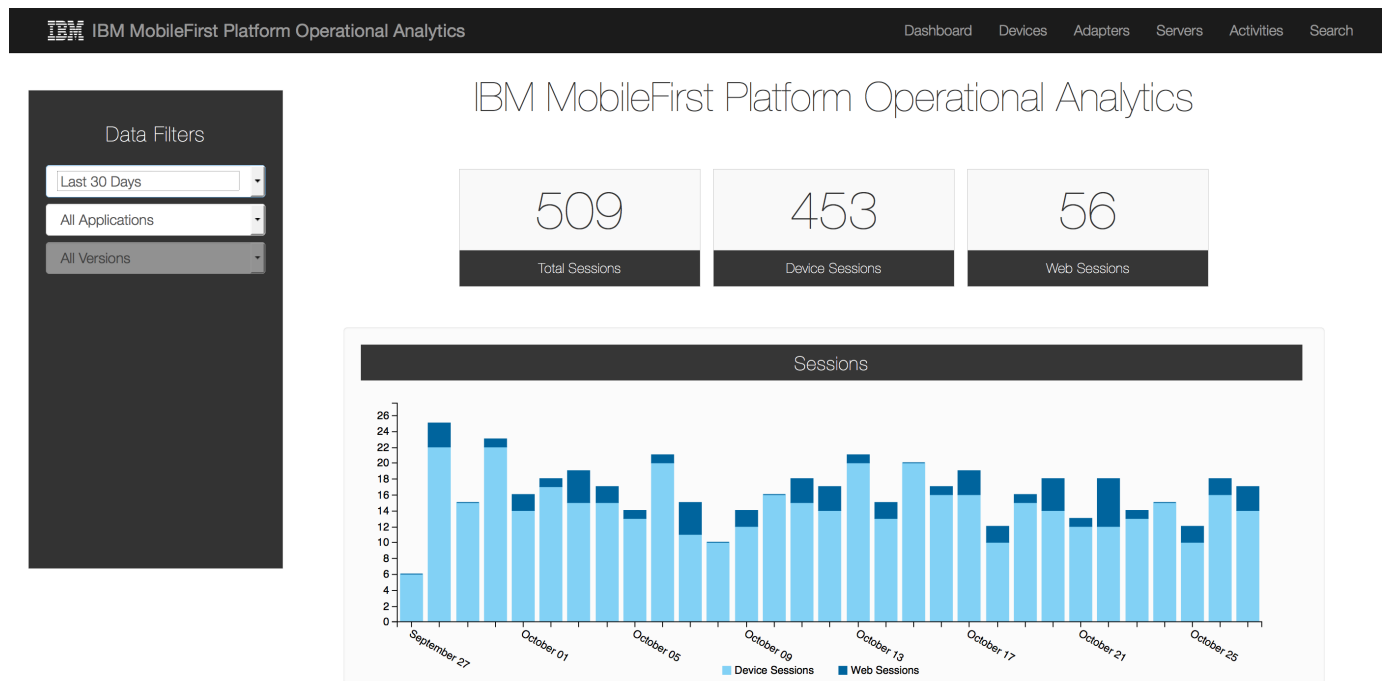 IBM IBM MobileFirst Platform Operational Analytics
Dashboard Devices Adapters Servers Activities Search
IBM MobileFirst Platform Operational Analytics
Data Filters
Last 30 Days
All Applications
All Versions
509 453 56
Total Sessions Device Sessions Web Sessions
Sessions
26
24
22
20
18
16
14
12
10
8
6
4
2
0
September 27 October 01 October 05 October 09 October 13 October 17 October 21 October 25
Device Sessions Web Sessions